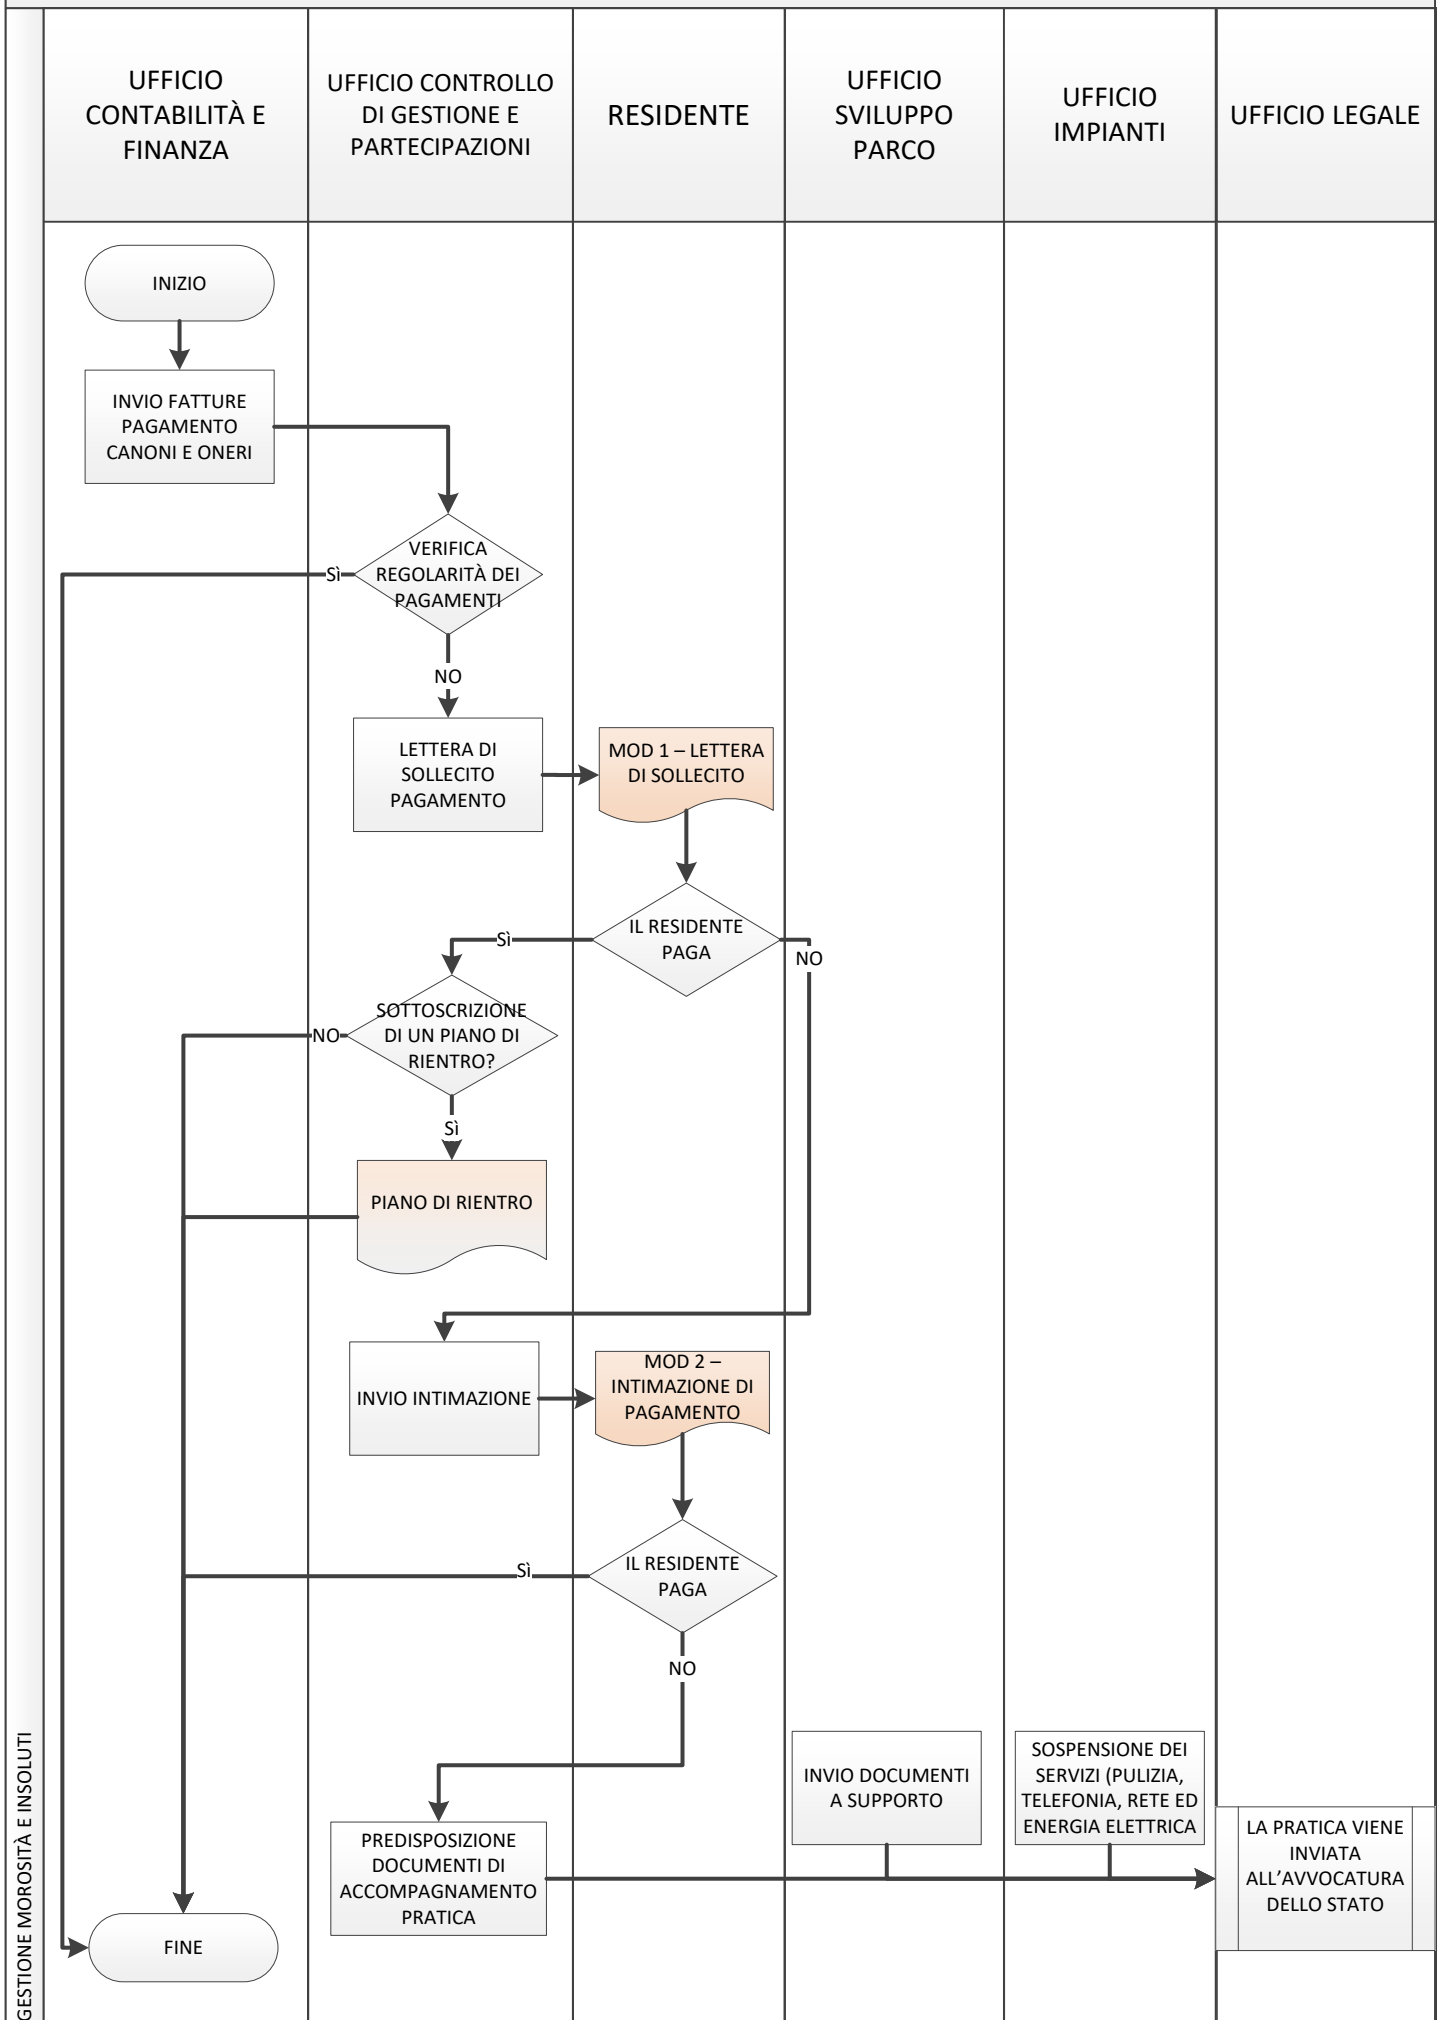 UFFICIO
CONTABILITÀ E
FINANZA
UFFICIO CONTROLLO
DI GESTIONE E
PARTECIPAZIONI
RESIDENTE
UFFICIO
SVILUPPO
PARCO
UFFICIO
IMPIANTI
UFFICIO LEGALE
INIZIO
INVIO FATTURE
PAGAMENTO
CANONI E ONERI
VERIFICA
REGOLARITÀ DEI
PAGAMENTI
Sì
NO
LETTERA DI
SOLLECITO
PAGAMENTO
MOD 1 – LETTERA
DI SOLLECITO
IL RESIDENTE
PAGA
Sì
NO
SOTTOSCRIZIONE
DI UN PIANO DI
RIENTRO?
NO
Sì
PIANO DI RIENTRO
INVIO INTIMAZIONE
MOD 2 –
INTIMAZIONE DI
PAGAMENTO
IL RESIDENTE
PAGA
Sì
NO
PREDISPOSIZIONE
DOCUMENTI DI
ACCOMPAGNAMENTO
PRATICA
INVIO DOCUMENTI
A SUPPORTO
SOSPENSIONE DEI
SERVIZI (PULIZIA,
TELEFONIA, RETE ED
ENERGIA ELETTRICA
LA PRATICA VIENE
INVIATA
ALL’AVVOCATURA
DELLO STATO
FINE
GESTIONE MOROSITÀ E INSOLUTI